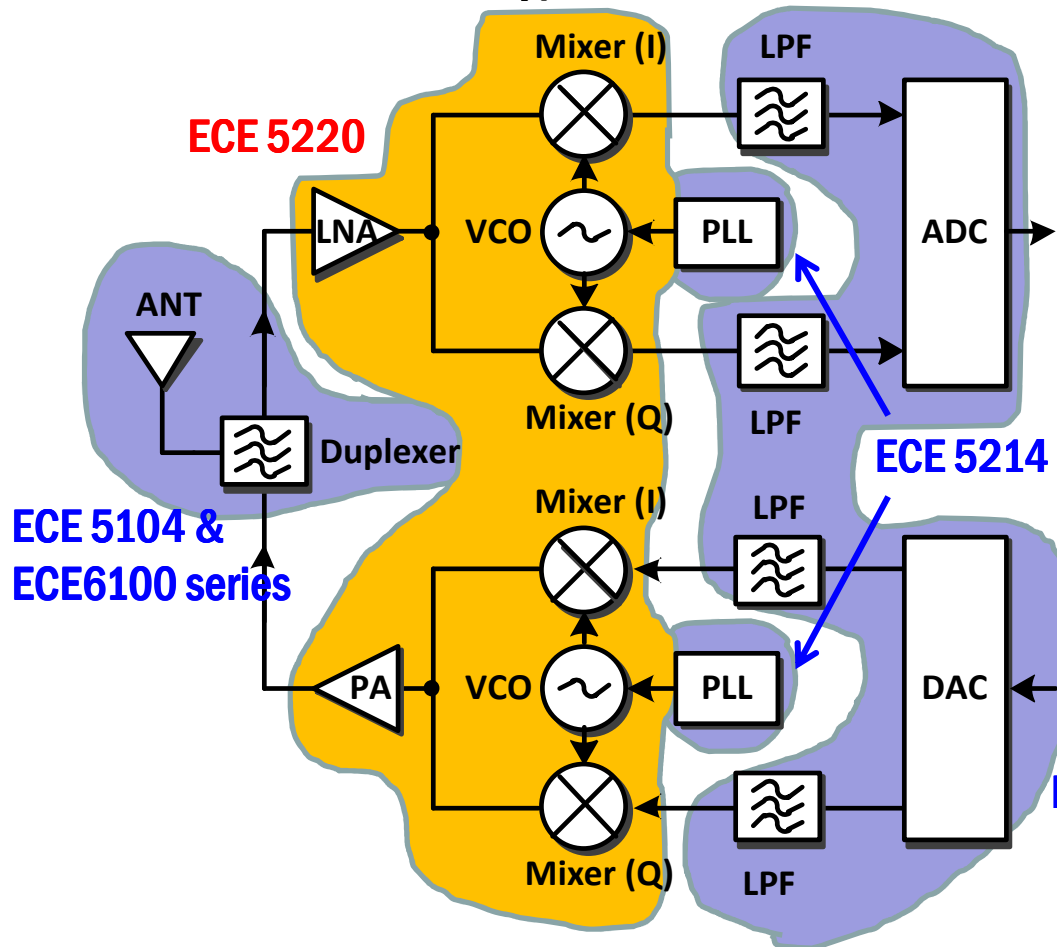 Mixer (I)
LPF
ECE 5220
LNA
VCO
PLL
ADC
ANT
Mixer (Q)
LPF
Duplexer
ECE 5214
Mixer (I)
LPF
ECE 5104 &
ECE6100 series
PA
VCO
PLL
DAC
Mixer (Q)
LPF